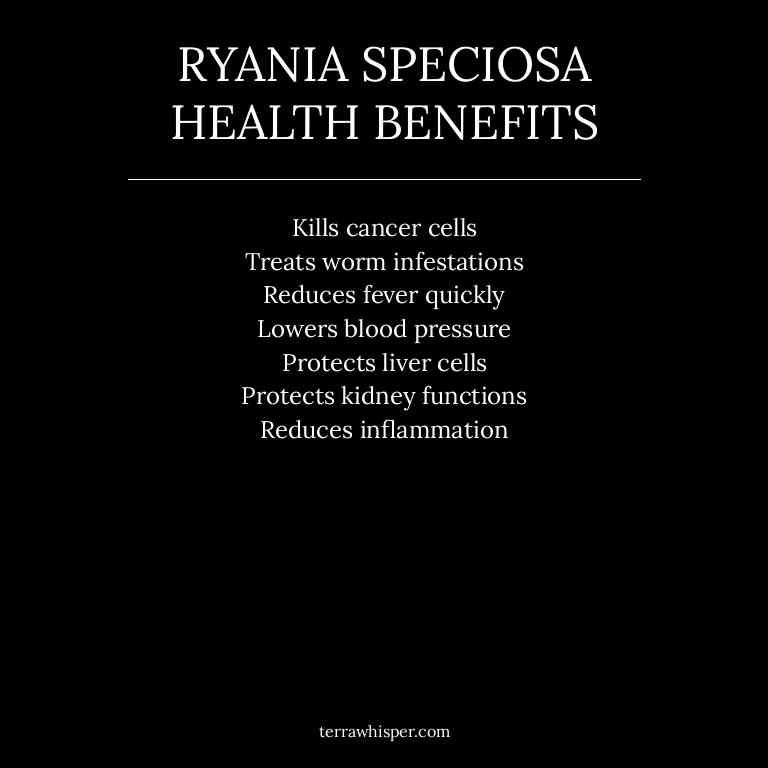 RYANIA SPECIOSA
HEALTH BENEFITS
Kills cancer cells
Treats worm infestations
Reduces fever quickly
Lowers blood pressure
Protects liver cells
Protects kidney functions
Reduces inflammation
terrawhisper.com